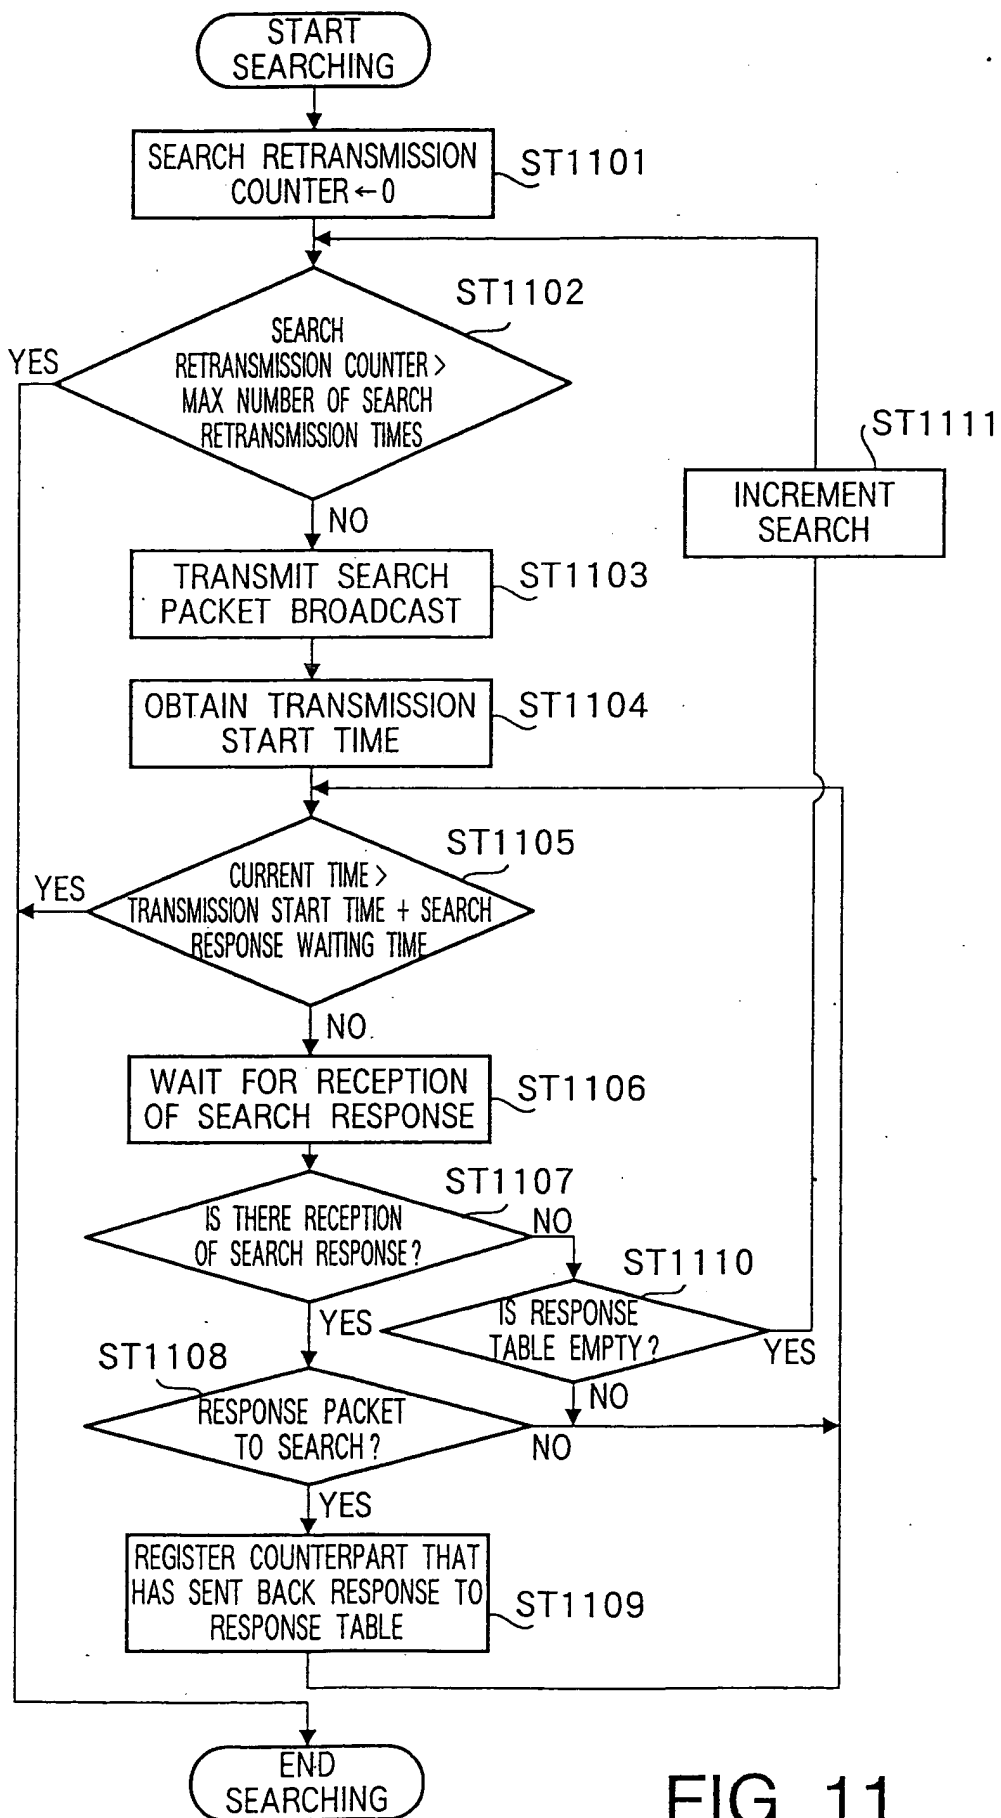 START
SEARCHING
SEARCH RETRANSMISSION
COUNTER ← 0
ST1101
ST1102
SEARCH
RETRANSMISSION COUNTER >
MAX NUMBER OF SEARCH
RETRANSMISSION TIMES
YES
NO
ST1111
INCREMENT
SEARCH
TRANSMIT SEARCH
PACKET BROADCAST
ST1103
OBTAIN TRANSMISSION
START TIME
ST1104
ST1105
CURRENT TIME >
TRANSMISSION START TIME + SEARCH
RESPONSE WAITING TIME
YES
NO
WAIT FOR RECEPTION
OF SEARCH RESPONSE
ST1106
ST1107
IS THERE RECEPTION
OF SEARCH RESPONSE?
NO
YES
ST1110
IS RESPONSE
TABLE EMPTY?
YES
NO
ST1108
RESPONSE PACKET
TO SEARCH?
NO
YES
REGISTER COUNTERPART THAT
HAS SENT BACK RESPONSE TO
RESPONSE TABLE
ST1109
END
SEARCHING
FIG. 11